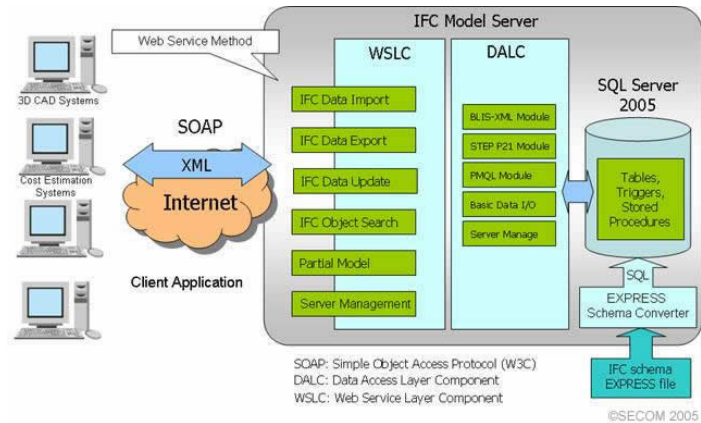 IFC Model Server
Web Service Method
WSLC
DALC
SQL Server
2005
3D CAD Systems
Cost Estimation
Systems
SOAP
XML
Internet
Client Application
IFC Data Import
IFC Data Export
IFC Data Update
IFC Object Search
Partial Model
Server Management
BLIS-XML Module
STEP P21 Module
PMQL Module
Basic Data I/O
Server Manage
Tables,
Triggers,
Stored
Procedures
SQL
EXPRESS
Schema Converter
IFC schema
EXPRESS file
SOAP: Simple Object Access Protocol (W3C)
DALC: Data Access Layer Component
WSLC: Web Service Layer Component
©SECOM 2005